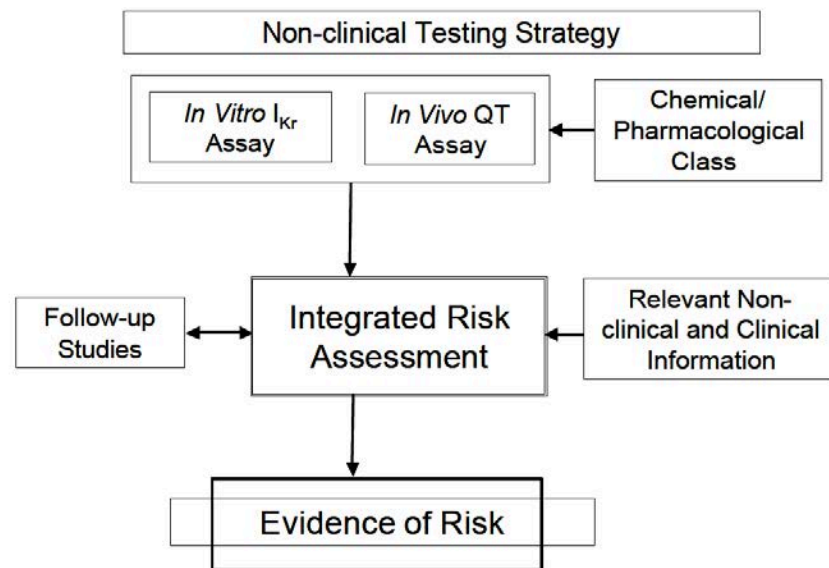 Non-clinical Testing Strategy
In Vitro I_Kr
Assay
In Vivo QT
Assay
Chemical/
Pharmacological
Class
Follow-up
Studies
Integrated Risk
Assessment
Relevant Non-
clinical and Clinical
Information
Evidence of Risk